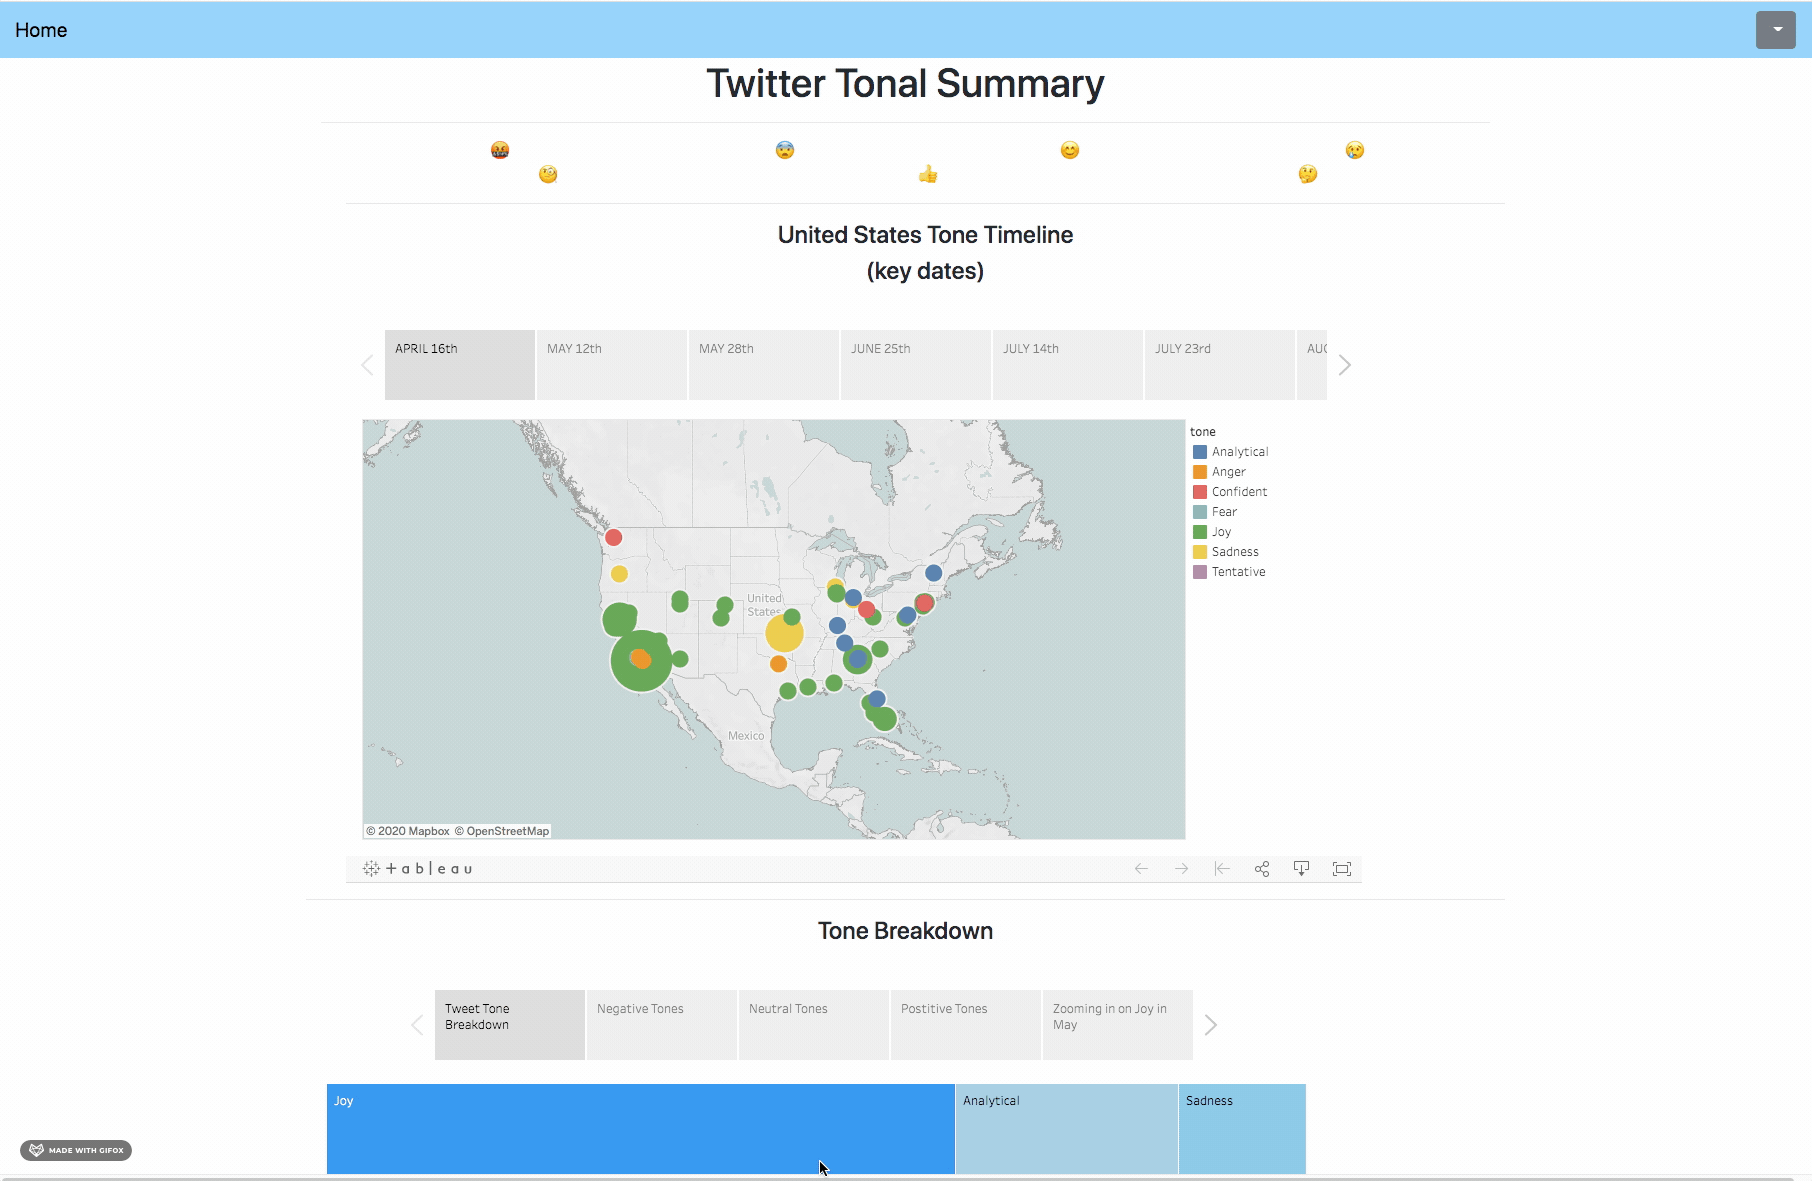 Home
Twitter Tonal Summary
United States Tone Timeline
(key dates)
APRIL 16th
MAY 12th
MAY 28th
JUNE 25th
JULY 14th
JULY 23rd
AUG
tone
Analytical
Anger
Confident
Fear
Joy
Sadness
Tentative
United
States
Mexico
© 2020 Mapbox © OpenStreetMap
+ableau
Tone Breakdown
Tweet Tone
Breakdown
Negative Tones
Neutral Tones
Postitive Tones
Zooming in on Joy in
May
Joy
Analytical
Sadness
MADE WITH GIFOX